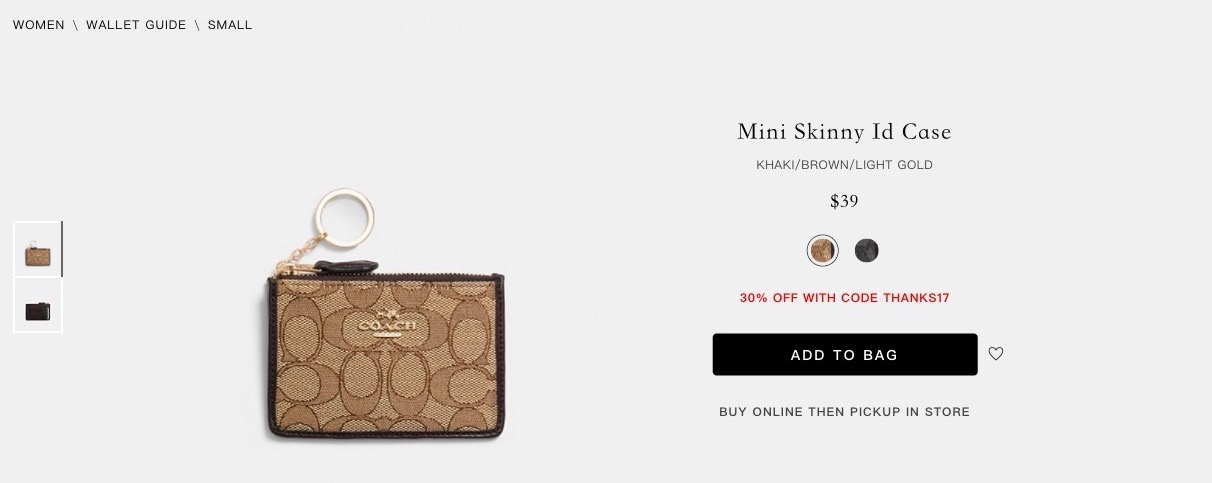 WOMEN \ WALLET GUIDE \ SMALL
COACH
Mini Skinny Id Case
KHAKI/BROWN/LIGHT GOLD
$39
30% OFF WITH CODE THANKS17
ADD TO BAG
BUY ONLINE THEN PICKUP IN STORE